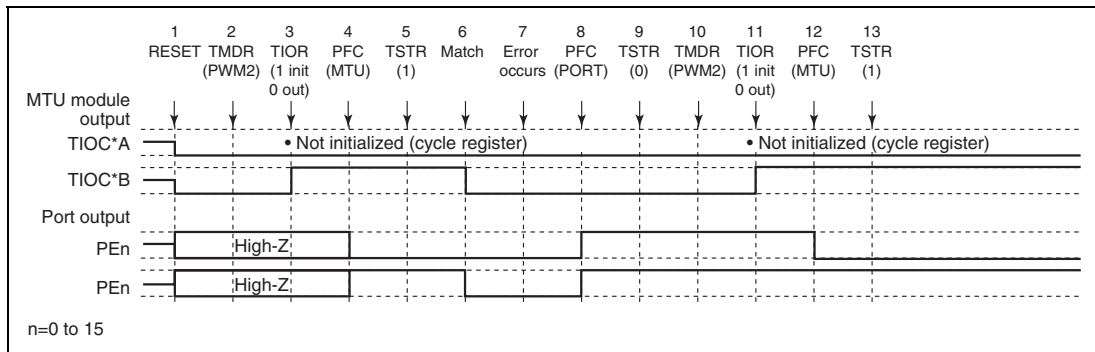 1 2 3 4 5 6 7 8 9 10 11 12 13
RESET TMDR TIOR PFC TSTR Match Error PFC TSTR TMDR TIOR PFC TSTR
(PWM2) (1 init (MTU) (1) occurs (PORT) (0) (PWM2) (1 init (MTU) (1)
0 out) 0 out)
MTU module
output
TIOC*A • Not initialized (cycle register) • Not initialized (cycle register)
TIOC*B
Port output
PEn High-Z
PEn High-Z
n=0 to 15